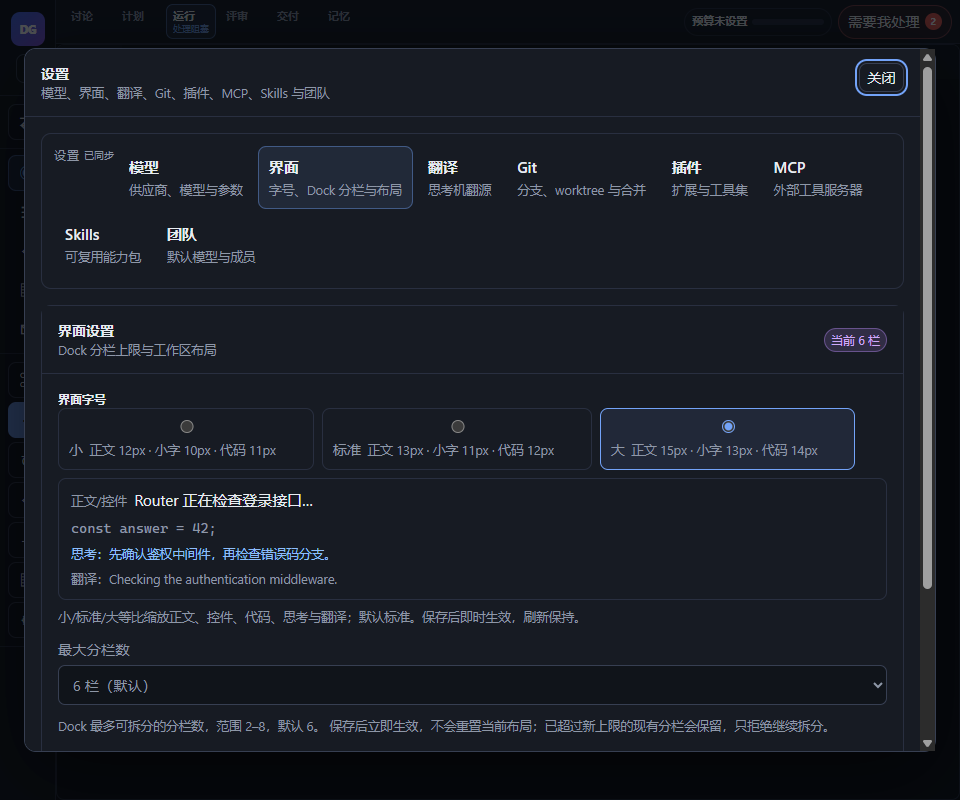 DG
讨论 计划 运行 评审 交付 记忆
处理阻塞
预算未设置
需要我处理 2
设置
模型、界面、翻译、Git、插件、MCP、Skills 与团队
关闭
设置 已同步
模型 界面 翻译 Git 插件 MCP
供应商、模型与参数 字号、Dock 分栏与布局 思考机翻源 分支、worktree 与合并 扩展与工具集 外部工具服务器
Skills 团队
可复用能力包 默认模型与成员
界面设置
Dock 分栏上限与工作区布局
当前 6 栏
界面字号
小 正文 12px · 小字 10px · 代码 11px
标准 正文 13px · 小字 11px · 代码 12px
大 正文 15px · 小字 13px · 代码 14px
正文/控件 Router 正在检查登录接口...
const answer = 42;
思考：先确认鉴权中间件，再检查错误码分支。
翻译：Checking the authentication middleware.
小/标准/大等比缩放正文、控件、代码、思考与翻译；默认标准。保存后即时生效，刷新保持。
最大分栏数
6 栏（默认）
Dock 最多可拆分的分栏数，范围 2–8，默认 6。 保存后立即生效，不会重置当前布局；已超过新上限的现有分栏会保留，只拒绝继续拆分。